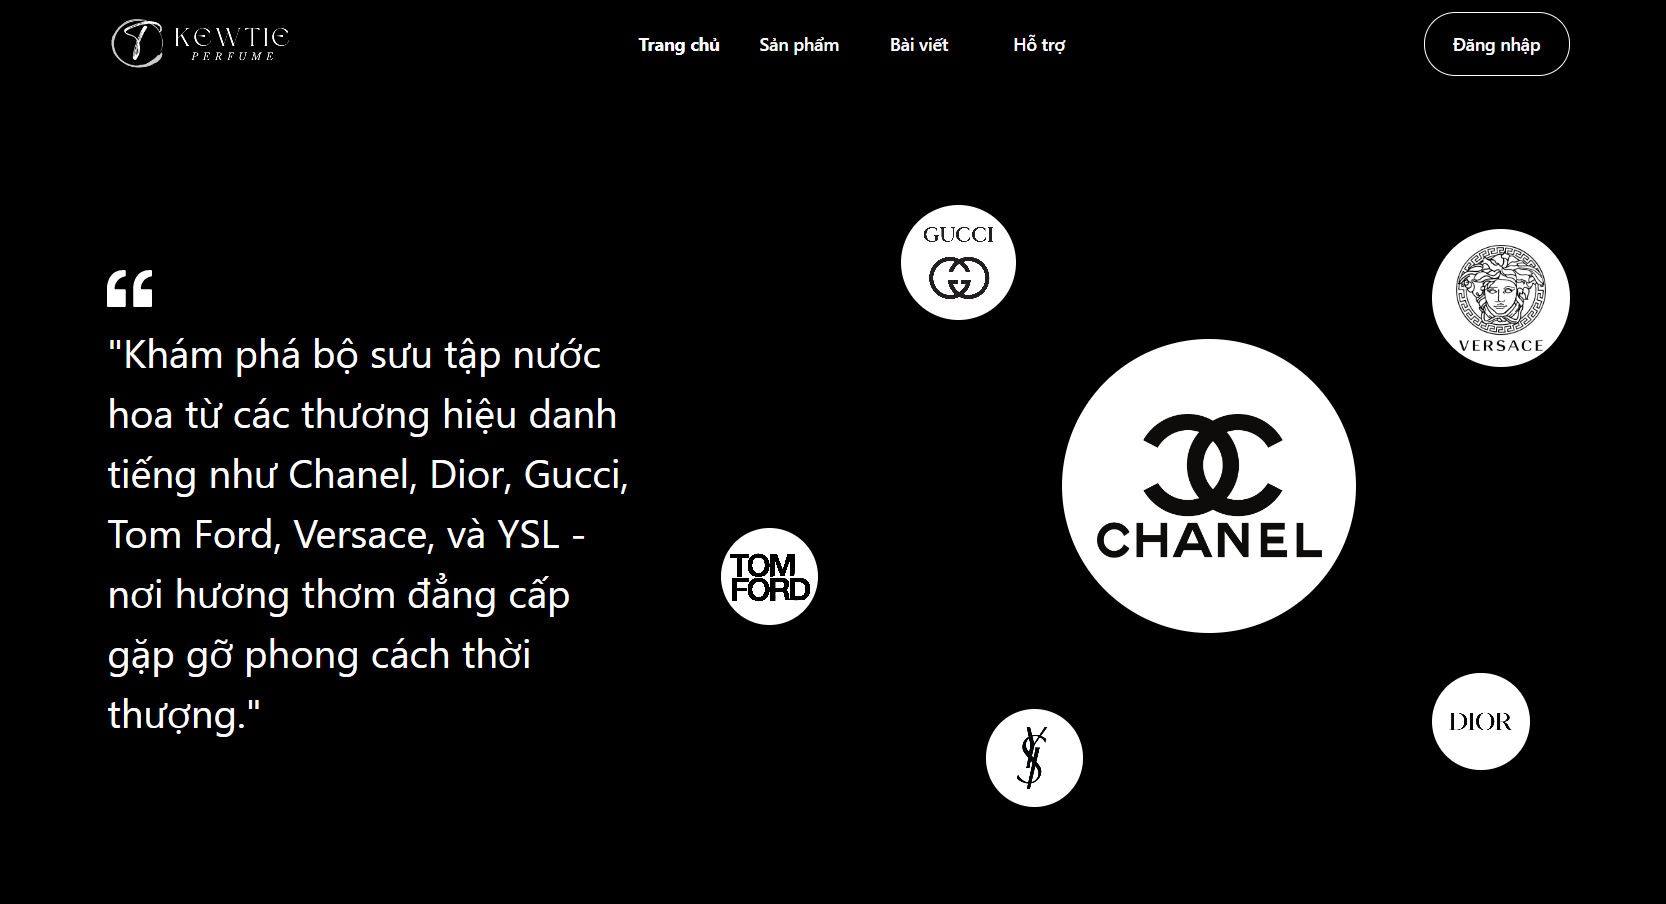 KEWTIE
PERFUME
Trang chủ
Sản phẩm
Bài viết
Hỗ trợ
Đăng nhập
"Khám phá bộ sưu tập nước
hoa từ các thương hiệu danh
tiếng như Chanel, Dior, Gucci,
Tom Ford, Versace, và YSL -
nơi hương thơm đẳng cấp
gặp gỡ phong cách thời
thượng."
GUCCI
VERSACE
CHANEL
TOM
FORD
YSL
DIOR